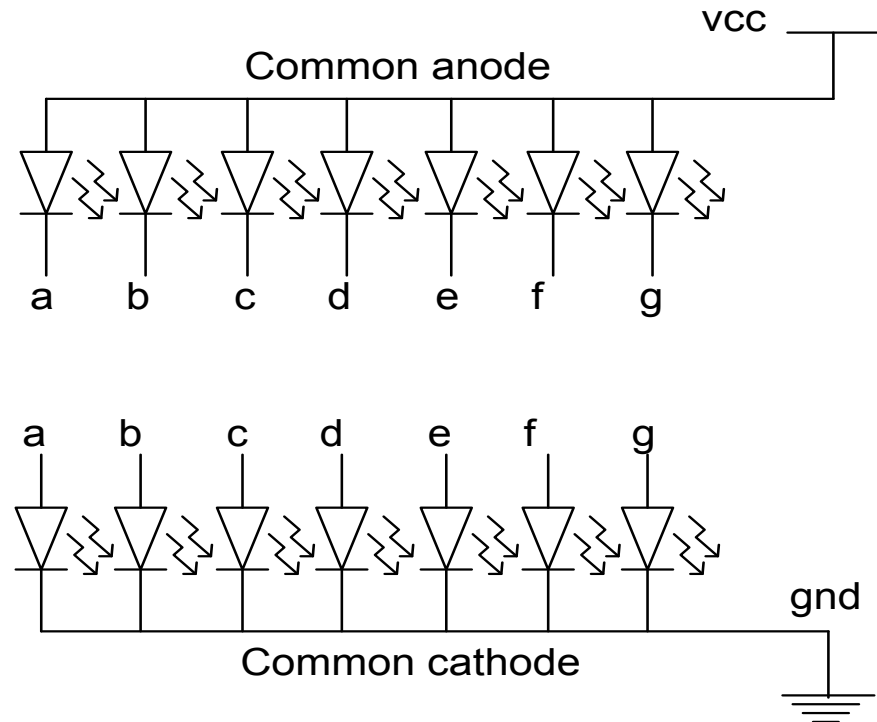 vcc
Common anode
a b c d e f g
a b c d e f g
gnd
Common cathode